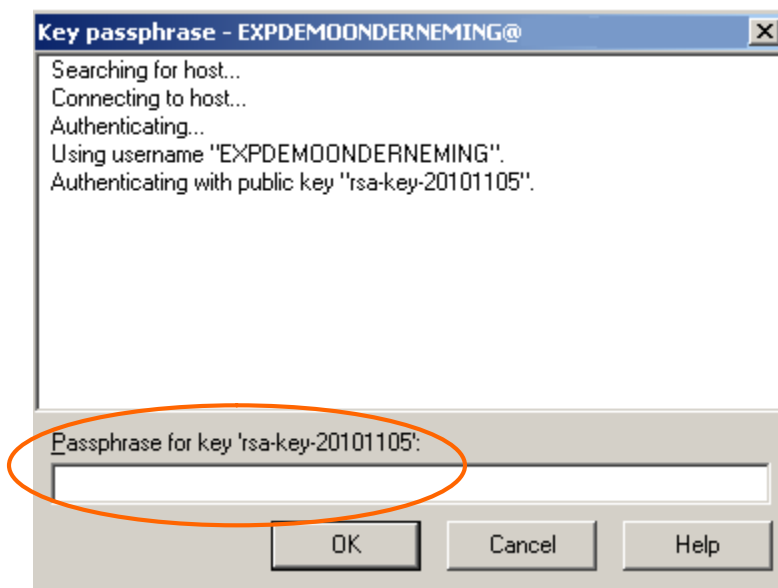 Key passphrase - EXPDEMOONDERNEMING@
Searching for host...
Connecting to host...
Authenticating...
Using username "EXPDEMOONDERNEMING".
Authenticating with public key "rsa-key-20101105".
Passphrase for key 'rsa-key-20101105':
OK Cancel Help